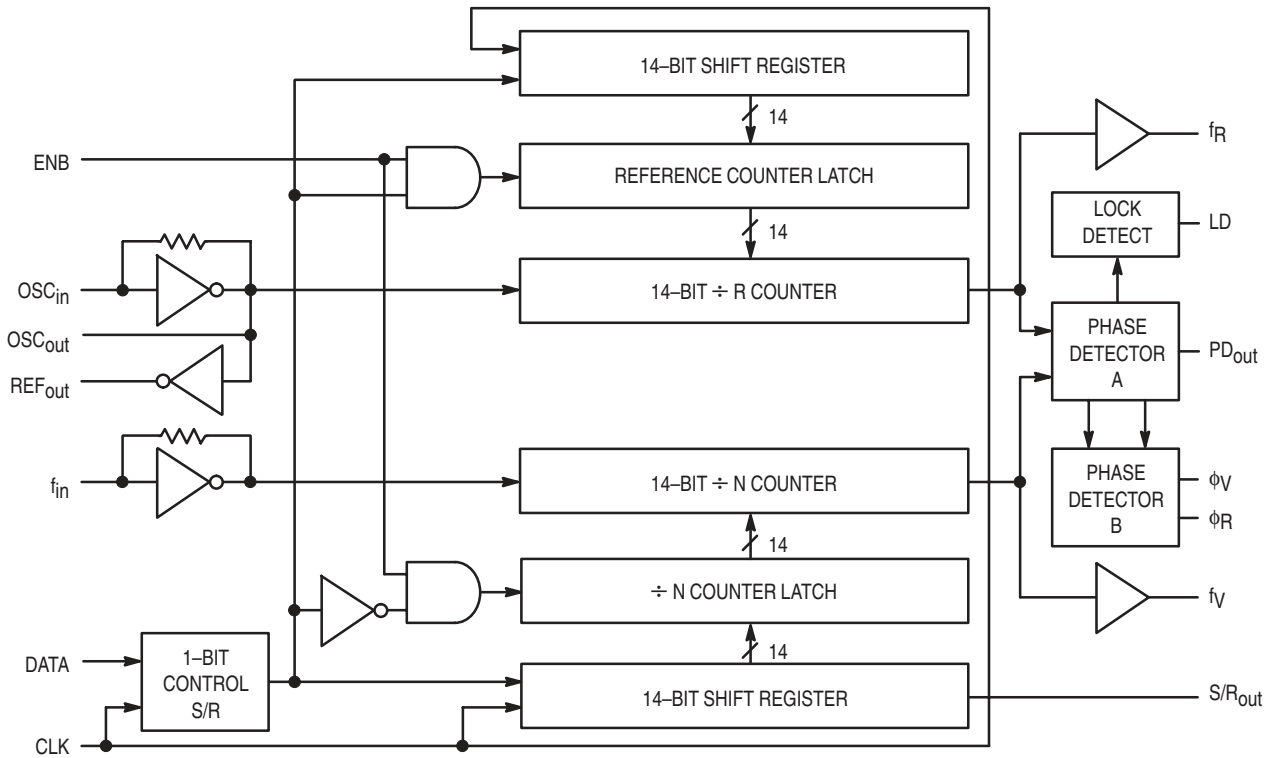 14–BIT SHIFT REGISTER
14
fR
ENB
REFERENCE COUNTER LATCH
LOCK
DETECT
LD
14
OSCin
14–BIT ÷ R COUNTER
OSCout
PHASE
DETECTOR
A
PDout
REFout
fin
14–BIT ÷ N COUNTER
PHASE
DETECTOR
B
ϕV
ϕR
14
÷ N COUNTER LATCH
fV
14
DATA
1–BIT
CONTROL
S/R
14–BIT SHIFT REGISTER
S/Rout
CLK